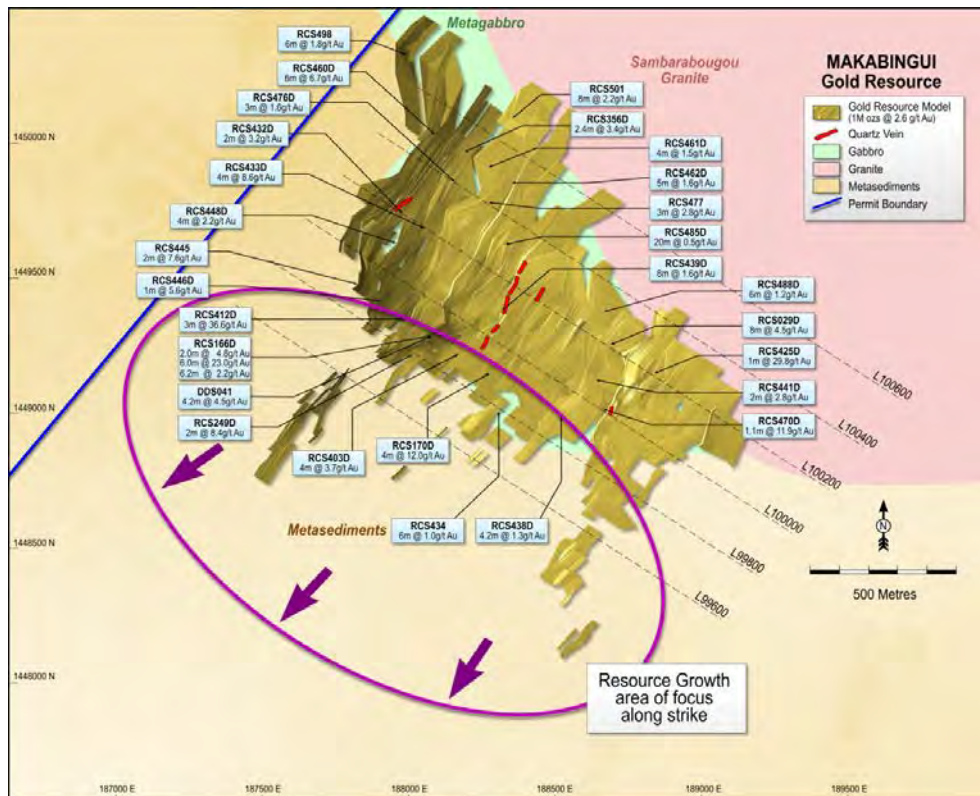 Metagabbro
Sambarabougou
Granite
MAKABINGUI
Gold Resource
Gold Resource Model
(1M ozs @ 2.6 g/t Au)
Quartz Vein
Gabbro
Granite
Metasediments
Permit Boundary
RCS498
6m @ 1.8g/t Au
RCS460D
6m @ 6.7g/t Au
RCS476D
3m @ 1.6g/t Au
RCS432D
2m @ 3.2g/t Au
RCS433D
4m @ 8.6g/t Au
RCS448D
4m @ 2.2g/t Au
RCS445
2m @ 7.6g/t Au
RCS446D
1m @ 5.6g/t Au
RCS412D
3m @ 36.6g/t Au
RCS166D
2.0m @ 4.8g/t Au
6.0m @ 23.0g/t Au
6.2m @ 2.2g/t Au
DDS041
4.2m @ 4.5g/t Au
RCS249D
2m @ 8.4g/t Au
RCS403D
4m @ 3.7g/t Au
RCS170D
4m @ 12.0g/t Au
RCS434
6m @ 1.0g/t Au
RCS438D
4.2m @ 1.3g/t Au
RCS501
8m @ 2.2g/t Au
RCS356D
2.4m @ 3.4g/t Au
RCS461D
4m @ 1.5g/t Au
RCS462D
5m @ 1.6g/t Au
RCS477
3m @ 2.8g/t Au
RCS485D
20m @ 0.5g/t Au
RCS439D
8m @ 1.6g/t Au
RCS488D
6m @ 1.2g/t Au
RCS029D
8m @ 4.5g/t Au
RCS425D
1m @ 29.8g/t Au
RCS441D
2m @ 2.8g/t Au
RCS470D
1.1m @ 11.9g/t Au
L100600
L100400
L100200
L100000
L99800
L99600
Metasediments
N
500 Metres
Resource Growth
area of focus
along strike
1450000 N
1449500 N
1449000 N
1448500 N
1448000 N
187000 E
187500 E
188000 E
188500 E
189000 E
189500 E